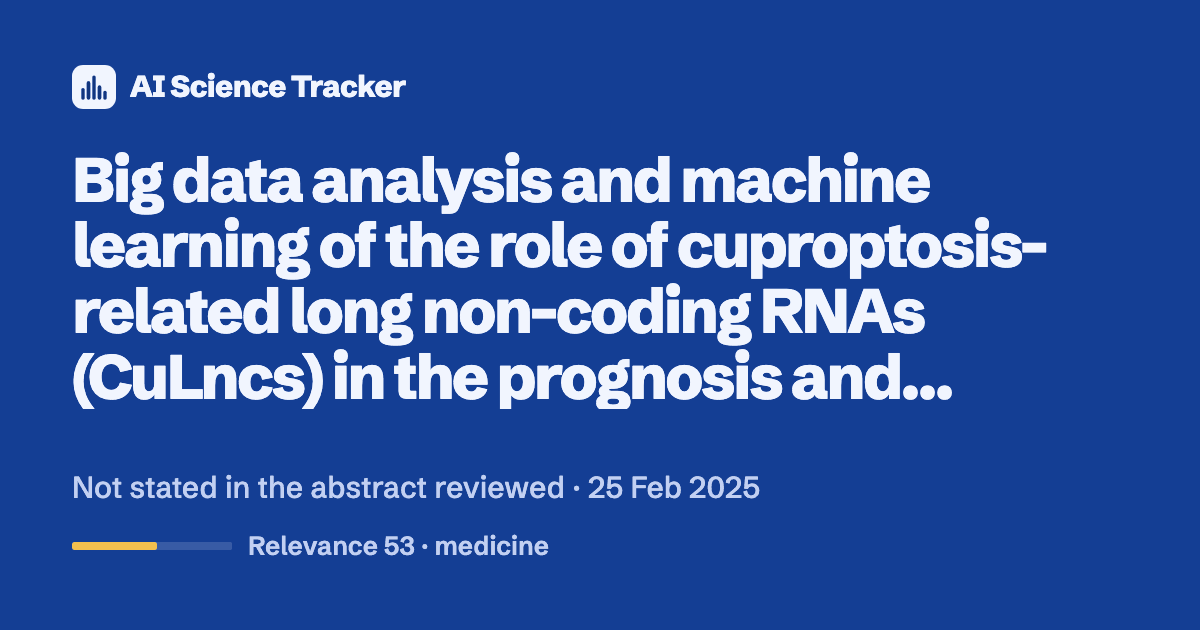 AI Science Tracker
Big data analysis and machine
learning of the role of cuproptosis-
related long non-coding RNAs
(CuLncs) in the prognosis and...
Not stated in the abstract reviewed · 25 Feb 2025
Relevance 53 · medicine